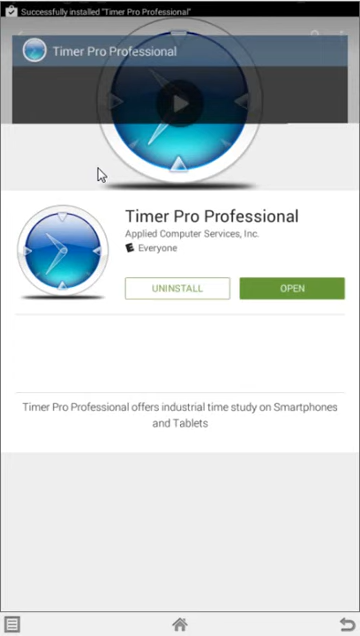 Successfully installed "Timer Pro Professional"
Timer Pro Professional
Timer Pro Professional
Applied Computer Services, Inc.
E Everyone
UNINSTALL
OPEN
Timer Pro Professional offers industrial time study on Smartphones
and Tablets